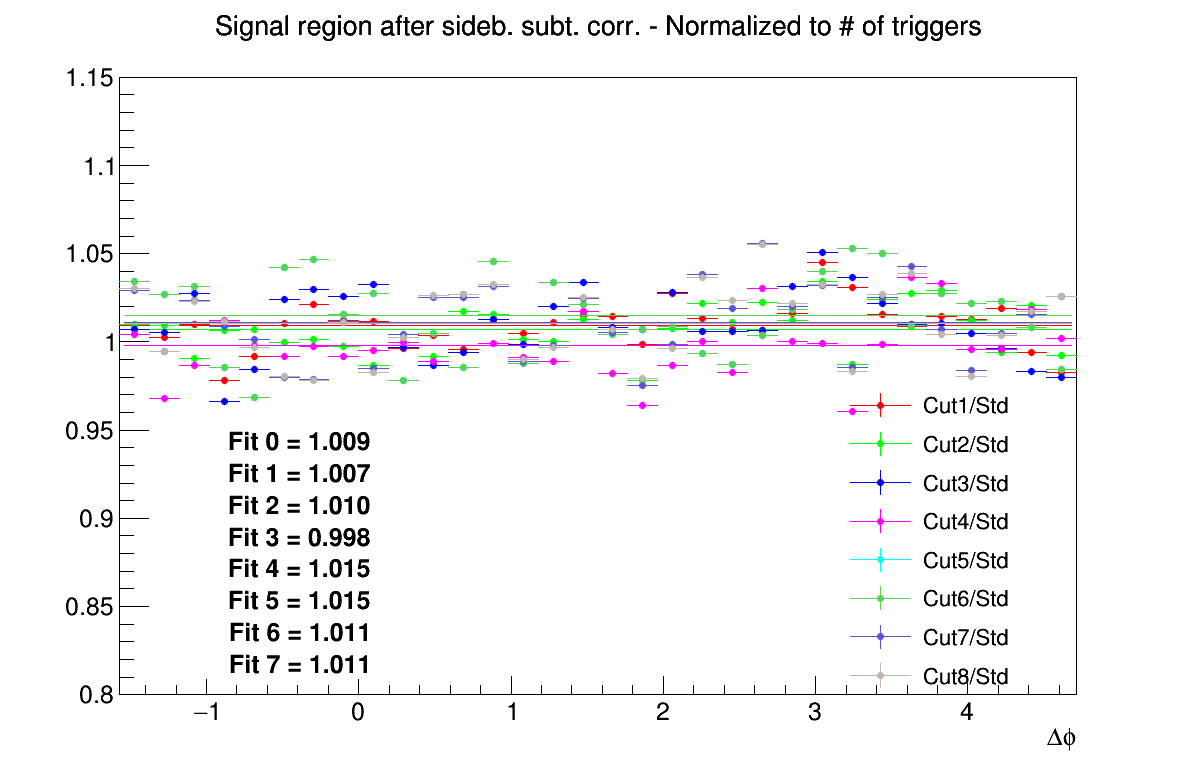 Signal region after sideb. subt. corr. - Normalized to # of triggers
1.15
1.1
1.05
1
0.95
0.9
0.85
0.8
Fit 0 = 1.009
Fit 1 = 1.007
Fit 2 = 1.010
Fit 3 = 0.998
Fit 4 = 1.015
Fit 5 = 1.015
Fit 6 = 1.011
Fit 7 = 1.011
Cut1/Std
Cut2/Std
Cut3/Std
Cut4/Std
Cut5/Std
Cut6/Std
Cut7/Std
Cut8/Std
−1 0 1 2 3 4
Δϕ